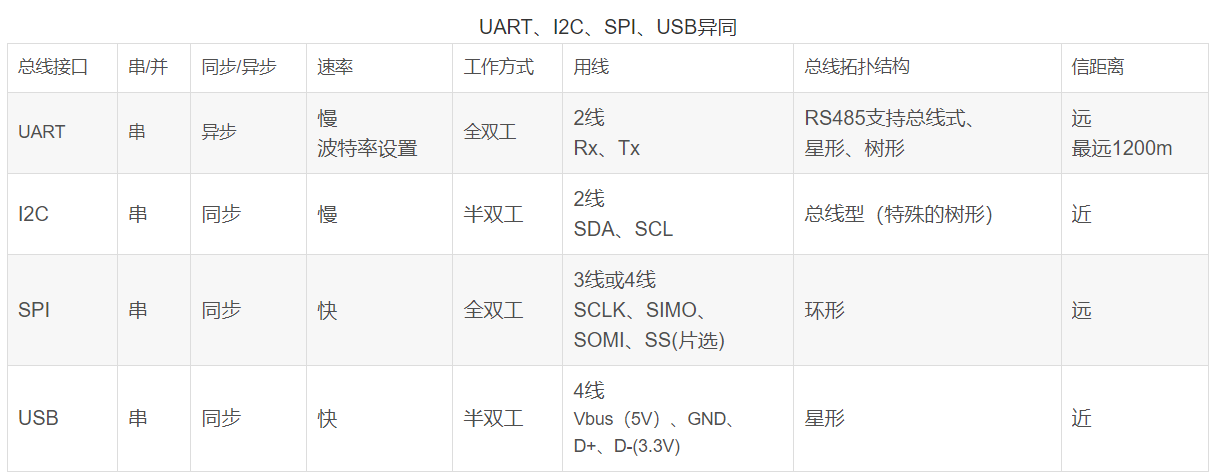 UART、I2C、SPI、USB异同
总线接口 串/并 同步/异步 速率 工作方式 用线 总线拓扑结构 信距离
UART 串 异步 慢 波特率设置 全双工 2线 Rx、Tx RS485支持总线式、 星形、树形 远 最远1200m
I2C 串 同步 慢 半双工 2线 SDA、SCL 总线型（特殊的树形） 近
SPI 串 同步 快 全双工 3线或4线 SCLK、SIMO、 SOMI、SS(片选) 环形 远
USB 串 同步 快 半双工 4线 Vbus（5V）、GND、 D+、D-(3.3V) 星形 近